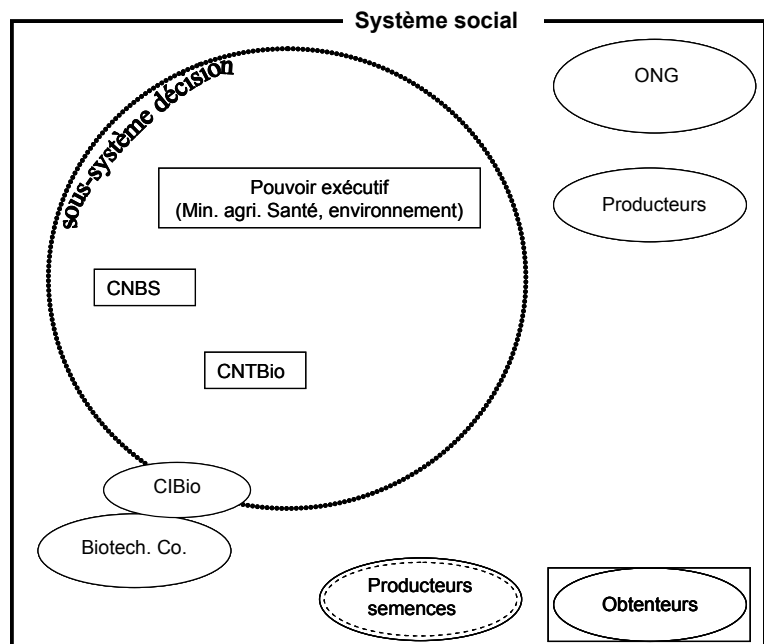 Système social
sous-système décision
ONG
Pouvoir exécutif
(Min. agri. Santé, environnement)
Producteurs
CNBS
CNTBio
CIBio
Biotech. Co.
Producteurs
semences
Obtenteurs